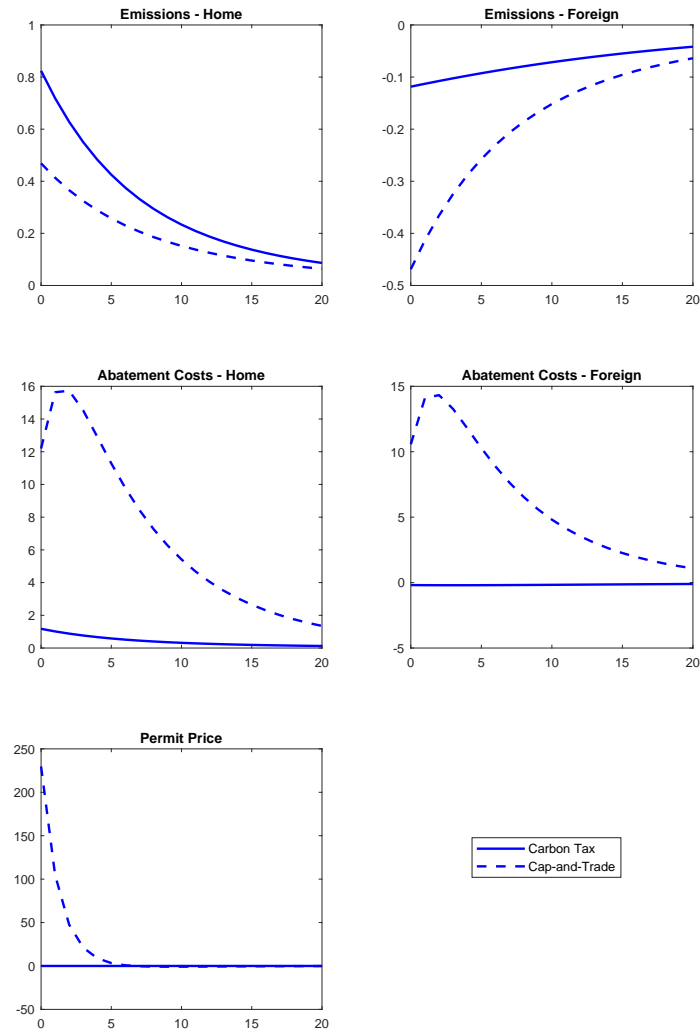 Emissions - Home
1
0.8
0.6
0.4
0.2
0
0 5 10 15 20
Emissions - Foreign
0
-0.1
-0.2
-0.3
-0.4
-0.5
0 5 10 15 20
Abatement Costs - Home
16
14
12
10
8
6
4
2
0
0 5 10 15 20
Abatement Costs - Foreign
15
10
5
0
-5
0 5 10 15 20
Permit Price
250
200
150
100
50
0
-50
0 5 10 15 20
Carbon Tax
Cap-and-Trade